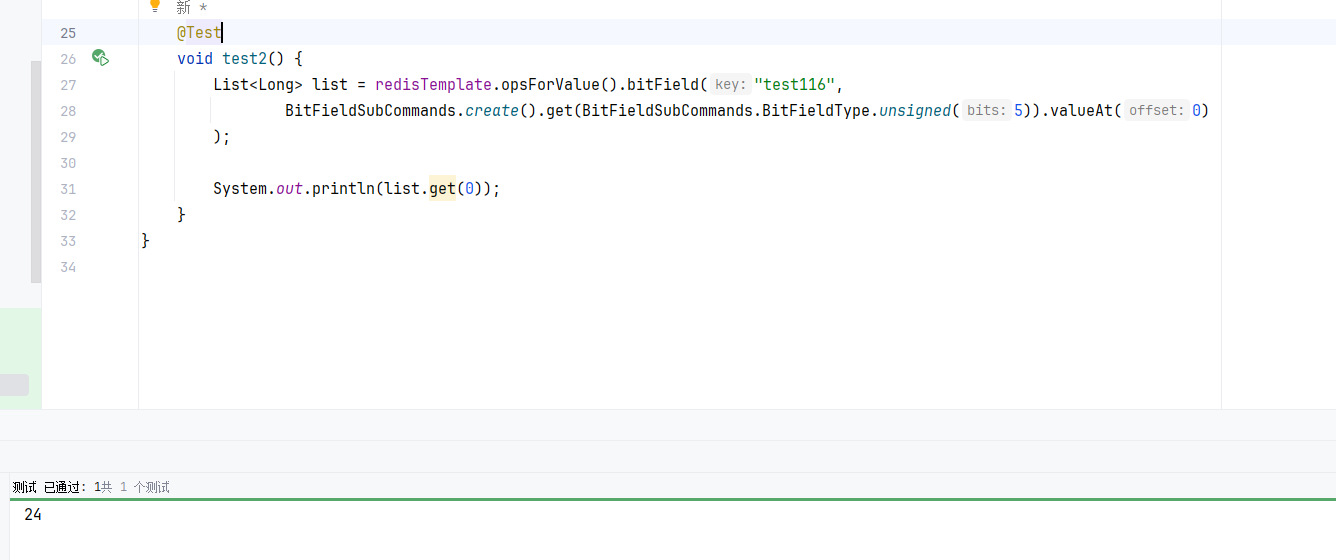 新 *
25 @Test
26 void test2() {
27 List<Long> list = redisTemplate.opsForValue().bitField( key: "test116",
28 BitFieldSubCommands.create().get(BitFieldSubCommands.BitFieldType.unsigned( bits: 5)).valueAt( offset: 0)
29 );
30
31 System.out.println(list.get(0));
32 }
33 }
34
测试 已通过: 1共 1 个测试
24